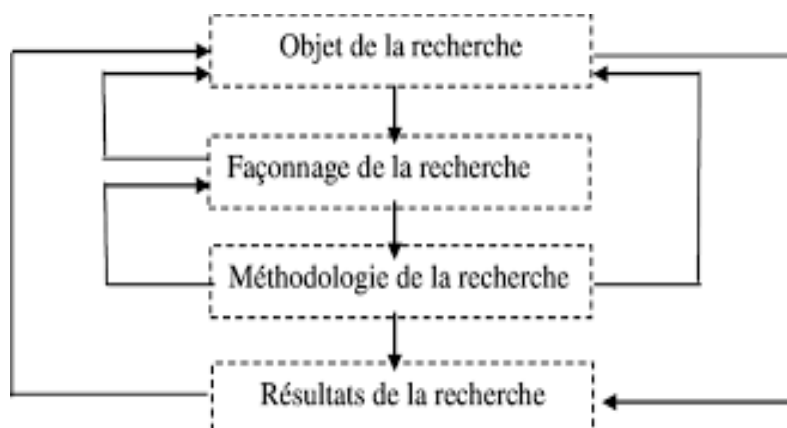 Objet de la recherche
Façonnage de la recherche
Méthodologie de la recherche
Résultats de la recherche